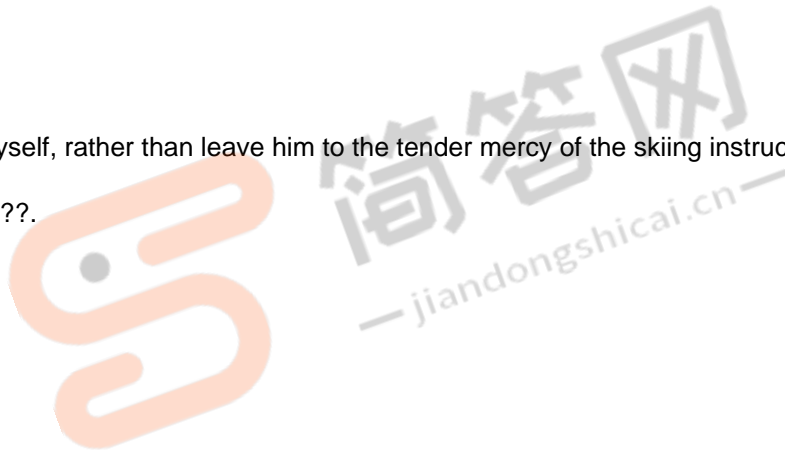 yself, rather than leave him to the tender mercy of the skiing instruc
??.
简答网
— jiandongshicai.cn —